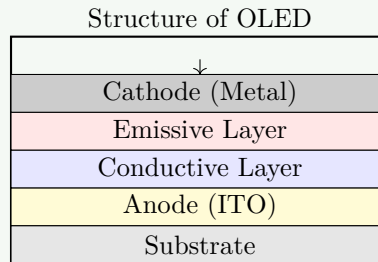 Structure of OLED
Cathode (Metal)
Emissive Layer
Conductive Layer
Anode (ITO)
Substrate